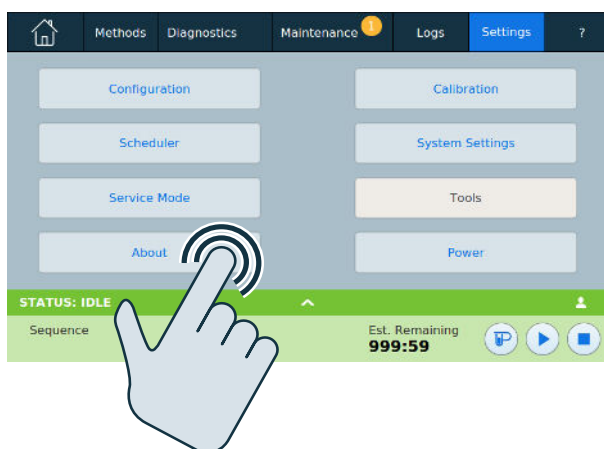 Methods Diagnostics Maintenance 1 Logs Settings ?
Configuration Calibration
Scheduler System Settings
Service Mode Tools
About Power
STATUS: IDLE
Sequence Est. Remaining
999:59